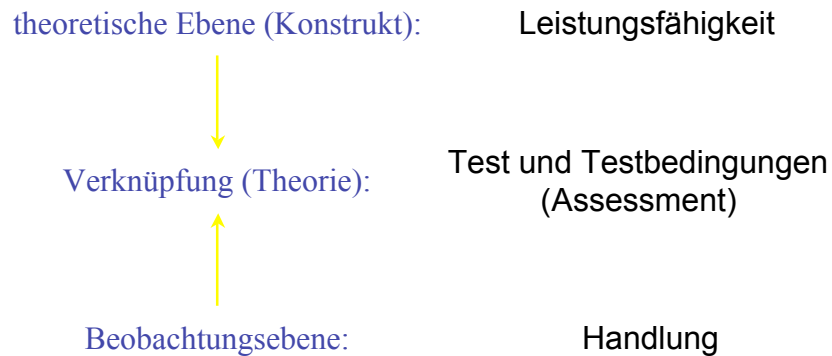 theoretische Ebene (Konstrukt): Leistungsfähigkeit
Verknüpfung (Theorie): Test und Testbedingungen
(Assessment)
Beobachtungsebene: Handlung